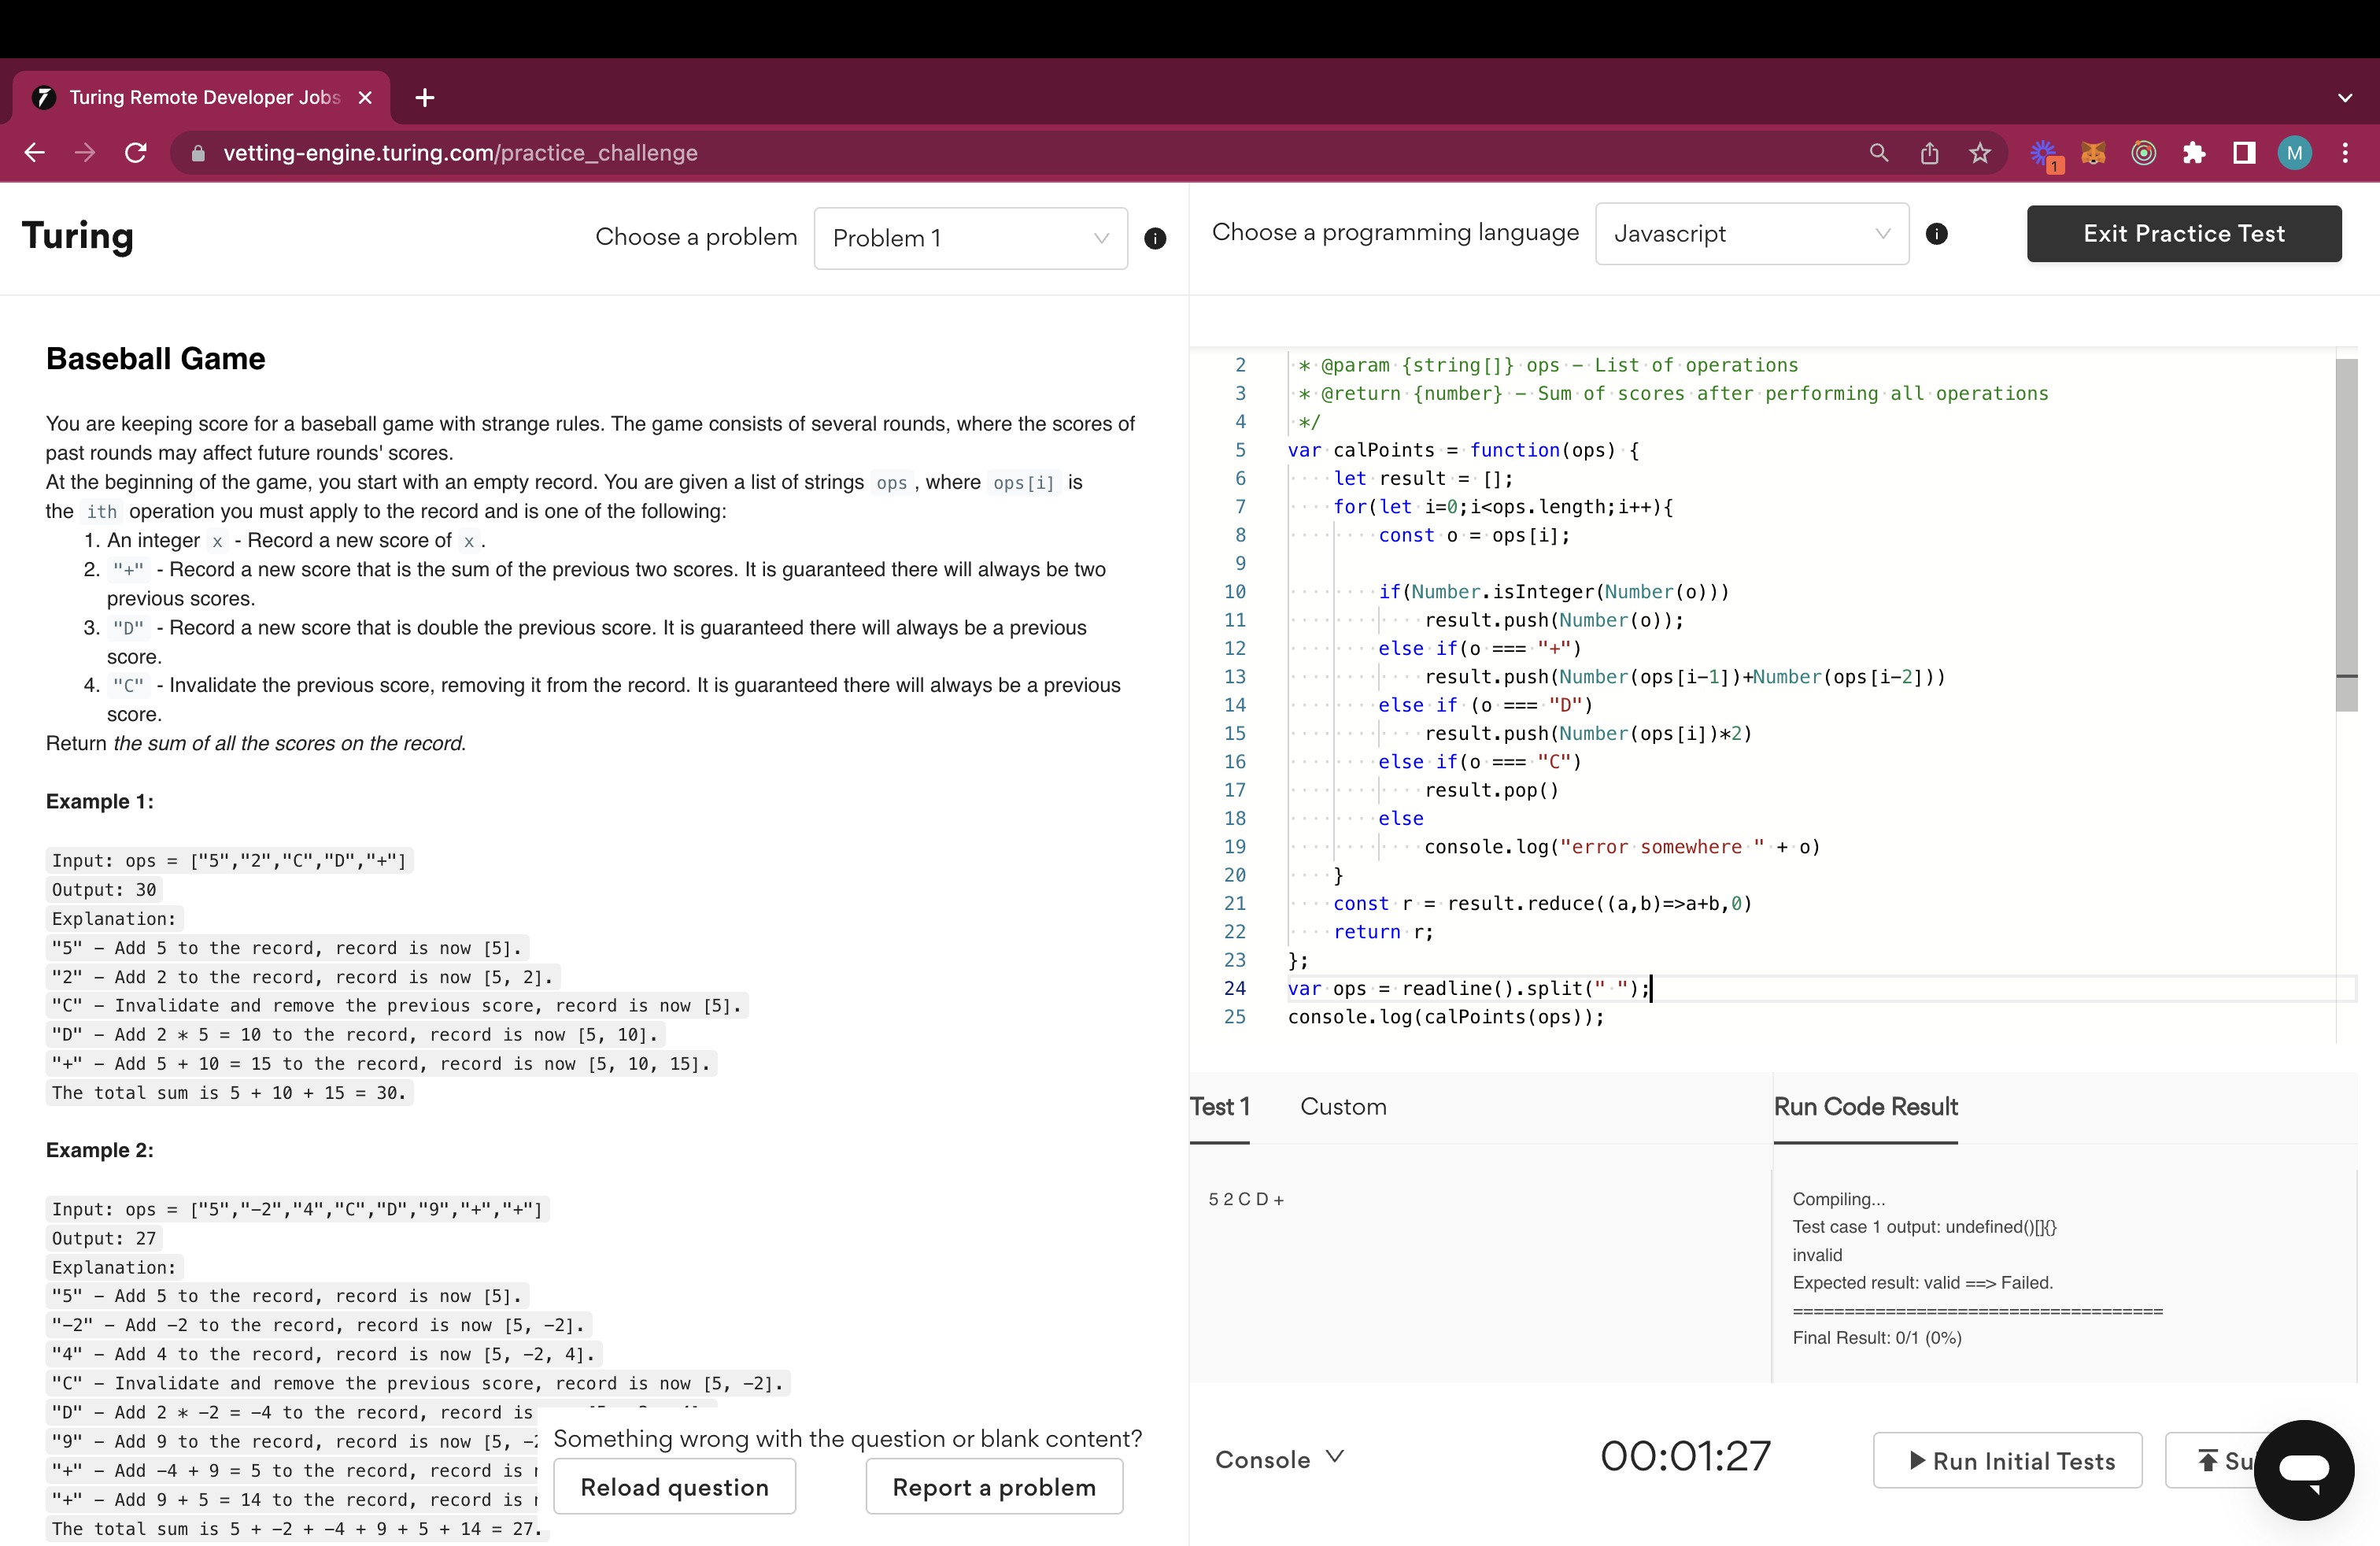 Turing Remote Developer Jobs
vetting-engine.turing.com/practice_challenge
1
M
Turing
Choose a problem
Problem 1
i
Choose a programming language
Javascript
i
Exit Practice Test
Baseball Game
You are keeping score for a baseball game with strange rules. The game consists of several rounds, where the scores of
past rounds may affect future rounds' scores.
At the beginning of the game, you start with an empty record. You are given a list of strings ops , where ops[i] is
the ith operation you must apply to the record and is one of the following:
1. An integer x - Record a new score of x .
2. "+" - Record a new score that is the sum of the previous two scores. It is guaranteed there will always be two
previous scores.
3. "D" - Record a new score that is double the previous score. It is guaranteed there will always be a previous
score.
4. "C" - Invalidate the previous score, removing it from the record. It is guaranteed there will always be a previous
score.
Return the sum of all the scores on the record.
Example 1:
Input: ops = ["5","2","C","D","+"]
Output: 30
Explanation:
"5" - Add 5 to the record, record is now [5].
"2" - Add 2 to the record, record is now [5, 2].
"C" - Invalidate and remove the previous score, record is now [5].
"D" - Add 2 * 5 = 10 to the record, record is now [5, 10].
"+" - Add 5 + 10 = 15 to the record, record is now [5, 10, 15].
The total sum is 5 + 10 + 15 = 30.
Example 2:
Input: ops = ["5","-2","4","C","D","9","+","+"]
Output: 27
Explanation:
"5" - Add 5 to the record, record is now [5].
"-2" - Add -2 to the record, record is now [5, -2].
"4" - Add 4 to the record, record is now [5, -2, 4].
"C" - Invalidate and remove the previous score, record is now [5, -2].
"D" - Add 2 * -2 = -4 to the record, record is
"9" - Add 9 to the record, record is now [5, -2
"+" - Add -4 + 9 = 5 to the record, record is
"+" - Add 9 + 5 = 14 to the record, record is
The total sum is 5 + -2 + -4 + 9 + 5 + 14 = 27.
Something wrong with the question or blank content?
Reload question
Report a problem
2 * @param {string[]} ops - List of operations
3 * @return {number} - Sum of scores after performing all operations
4 */
5 var calPoints = function(ops) {
6 let result = [];
7 for(let i=0;i<ops.length;i++){
8 const o = ops[i];
9
10 if(Number.isInteger(Number(o)))
11 result.push(Number(o));
12 else if(o === "+")
13 result.push(Number(ops[i-1])+Number(ops[i-2]))
14 else if (o === "D")
15 result.push(Number(ops[i])*2)
16 else if(o === "C")
17 result.pop()
18 else
19 console.log("error somewhere " + o)
20 }
21 const r = result.reduce((a,b)=>a+b,0)
22 return r;
23 };
24 var ops = readline().split(" ");
25 console.log(calPoints(ops));
Test 1
Custom
Run Code Result
5 2 C D +
Compiling...
Test case 1 output: undefined()[]{}
invalid
Expected result: valid ==> Failed.
====================================
Final Result: 0/1 (0%)
Console
00:01:27
Run Initial Tests
Su